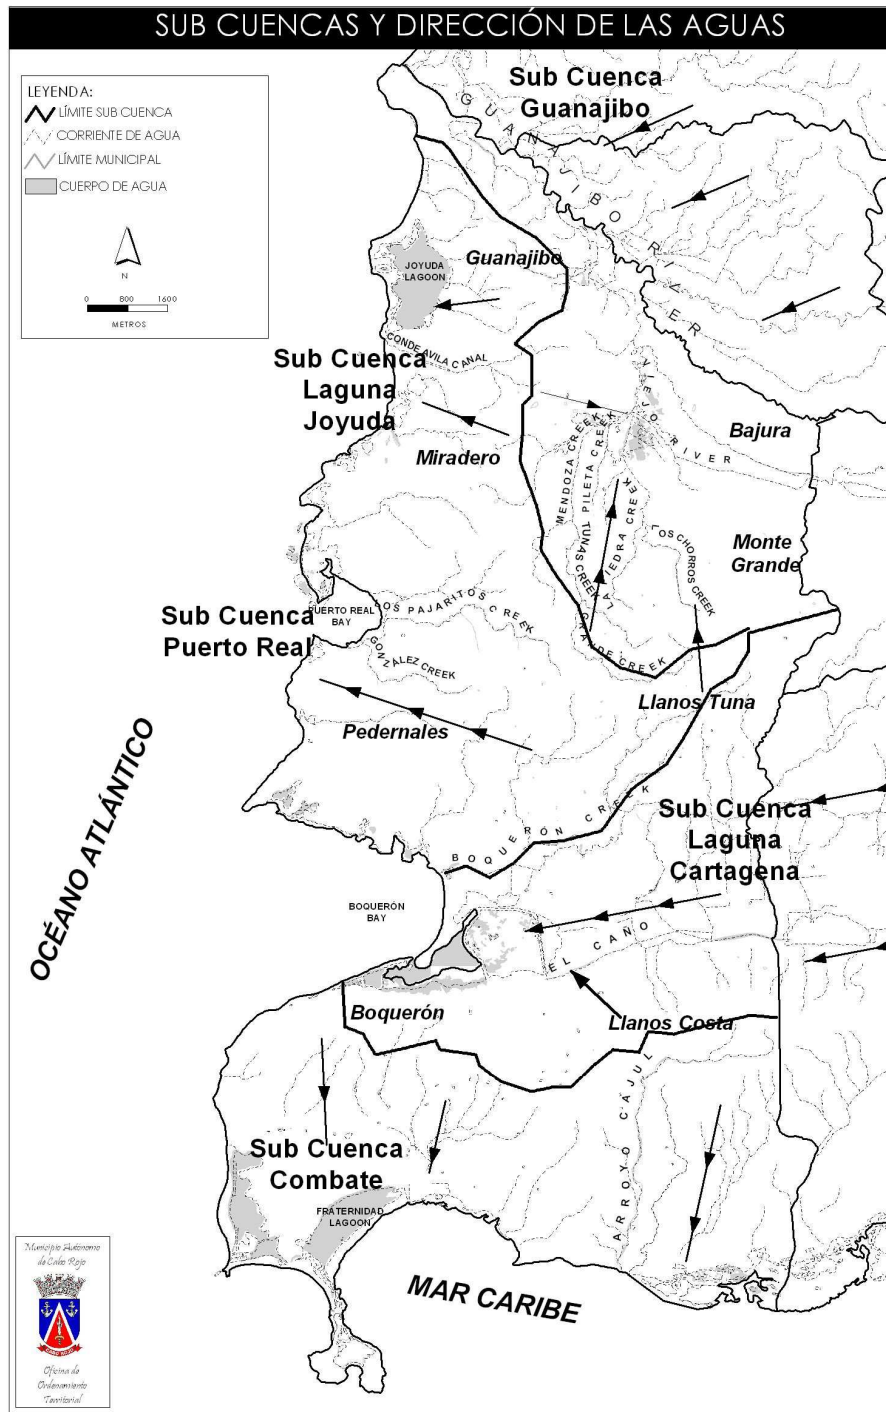 SUB CUENCAS Y DIRECCIÓN DE LAS AGUAS
LEYENDA:
LÍMITE SUB CUENCA
CORRIENTE DE AGUA
LÍMITE MUNICIPAL
CUERPO DE AGUA
N
0 800 1600
METROS
Sub Cuenca
Guanajibo
GUANAJIBO RIVER
Guanajibo
JOYUDA
LAGOON
CONDE AVILA CANAL
Sub Cuenca
Laguna
Joyuda
Miradero
VIEJO RIVER
Bajura
MENDOZA CREEK
PILETA CREEK
TUNAS CREEK
LA PIEDRA CREEK
LOS CHORROS CREEK
Monte
Grande
Sub Cuenca
Puerto Real
PUERTO REAL
BAY
LOS PAJARITOS CREEK
GONZÁLEZ CREEK
GRANDE CREEK
Llanos Tuna
Pedernales
OCÉANO ATLÁNTICO
BOQUERÓN CREEK
Sub Cuenca
Laguna
Cartagena
BOQUERÓN
BAY
EL CAÑO
Boquerón
Llanos Costa
ARROYO CAJUL
Sub Cuenca
Combate
FRATERNIDAD
LAGOON
MAR CARIBE
Municipio Autónomo
de Cabo Rojo
CABO ROJO
Oficina de
Ordenamiento
Territorial